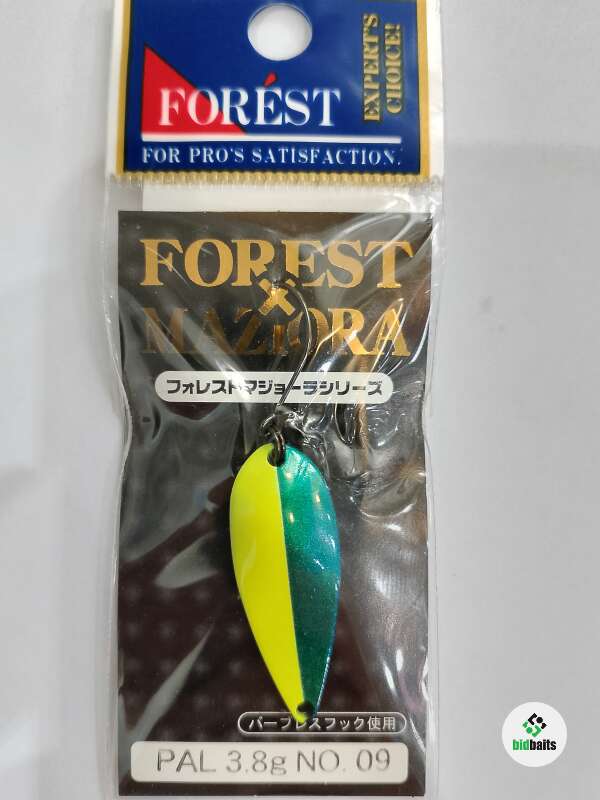 FORÉST
EXPERT'S
CHOICE!
FOR PRO'S SATISFACTION.
FOREST
×
MAZIORA
フォレストマジョーラシリーズ
バーブレスフック使用
PAL 3.8g NO. 09
bidbaits